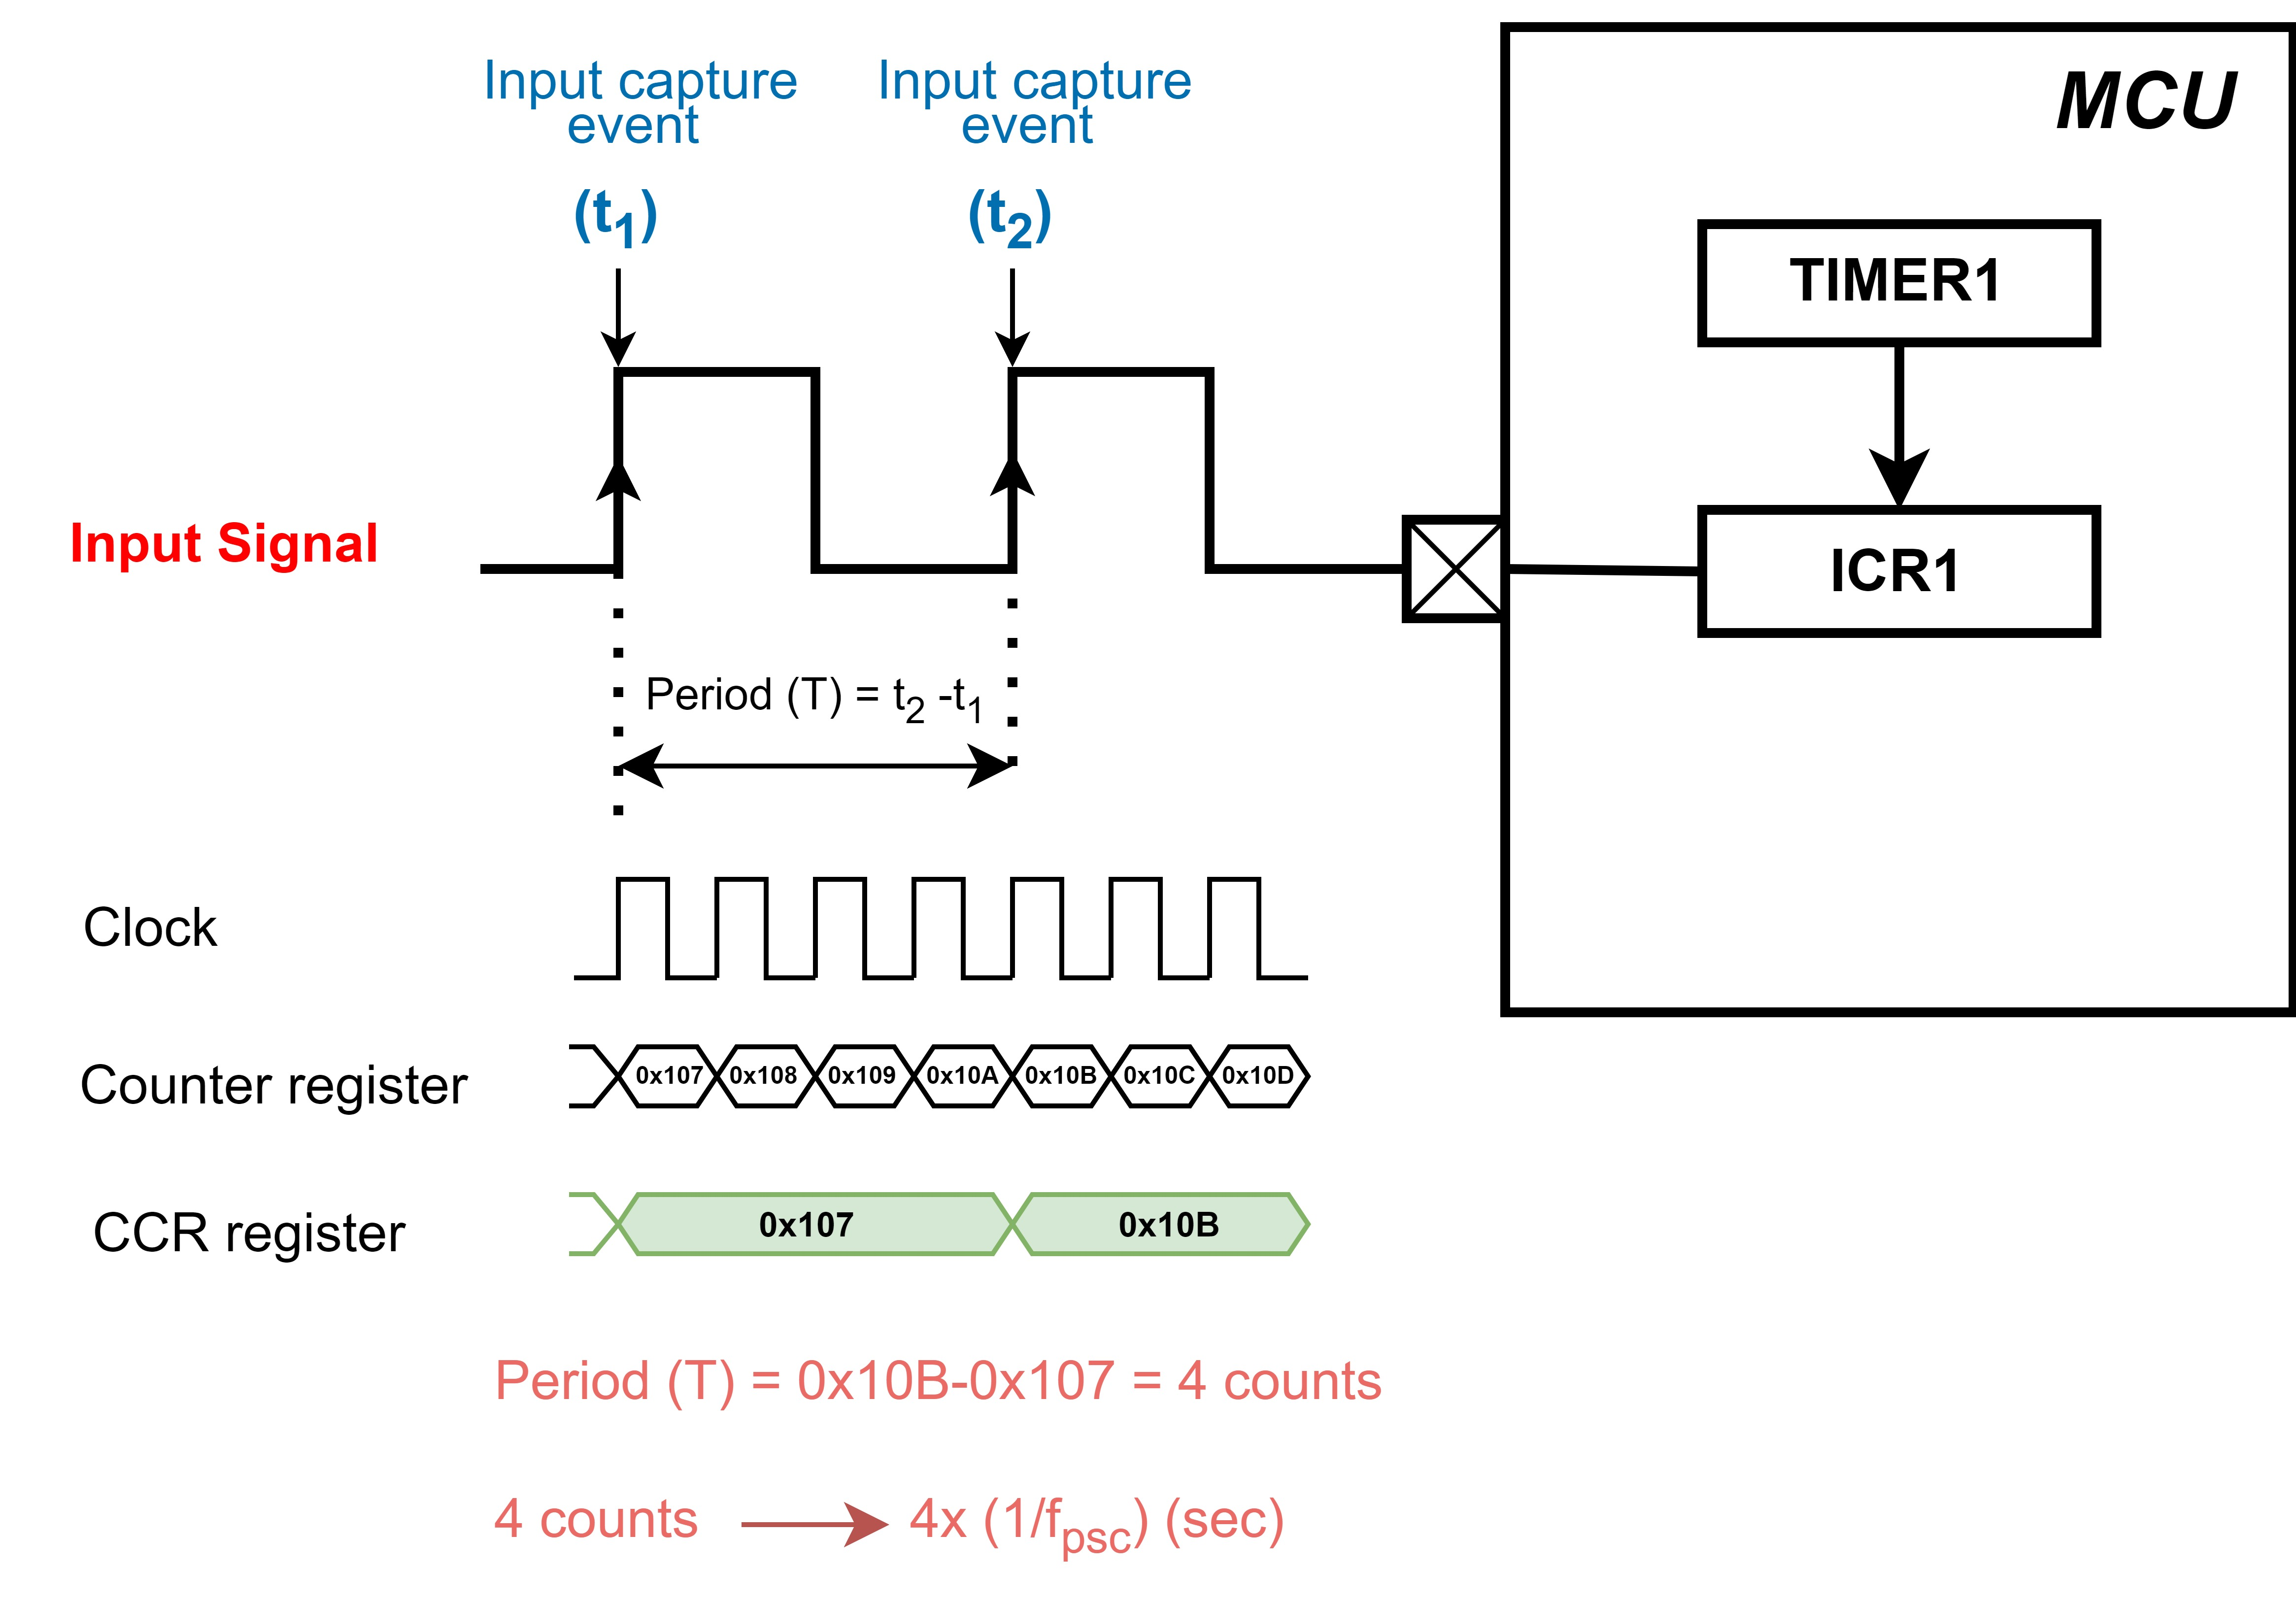 Input capture
event
(t1)
Input capture
event
(t2)
MCU
TIMER1
ICR1
Input Signal
Period (T) = t2 -t1
Clock
Counter register
0x107 0x108 0x109 0x10A 0x10B 0x10C 0x10D
CCR register
0x107 0x10B
Period (T) = 0x10B-0x107 = 4 counts
4 counts 4x (1/fpsc) (sec)